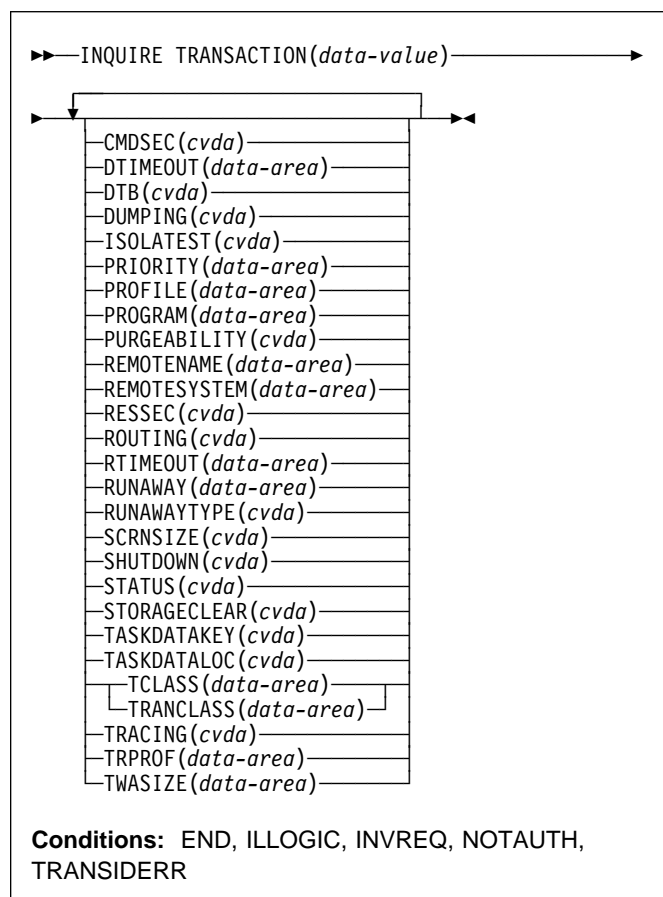 INQUIRE TRANSACTION(data-value)
CMDSEC(cvda)
DTIMEOUT(data-area)
DTB(cvda)
DUMPING(cvda)
ISOLATEST(cvda)
PRIORITY(data-area)
PROFILE(data-area)
PROGRAM(data-area)
PURGEABILITY(cvda)
REMOTENAME(data-area)
REMOTESYSTEM(data-area)
RESSEC(cvda)
ROUTING(cvda)
RTIMEOUT(data-area)
RUNAWAY(data-area)
RUNAWAYTYPE(cvda)
SCRNSIZE(cvda)
SHUTDOWN(cvda)
STATUS(cvda)
STORAGECLEAR(cvda)
TASKDATAKEY(cvda)
TASKDATALOC(cvda)
TCLASS(data-area)
TRANCLASS(data-area)
TRACING(cvda)
TRPROF(data-area)
TWASIZE(data-area)
Conditions: END, ILLOGIC, INVREQ, NOTAUTH,
TRANSIDERR